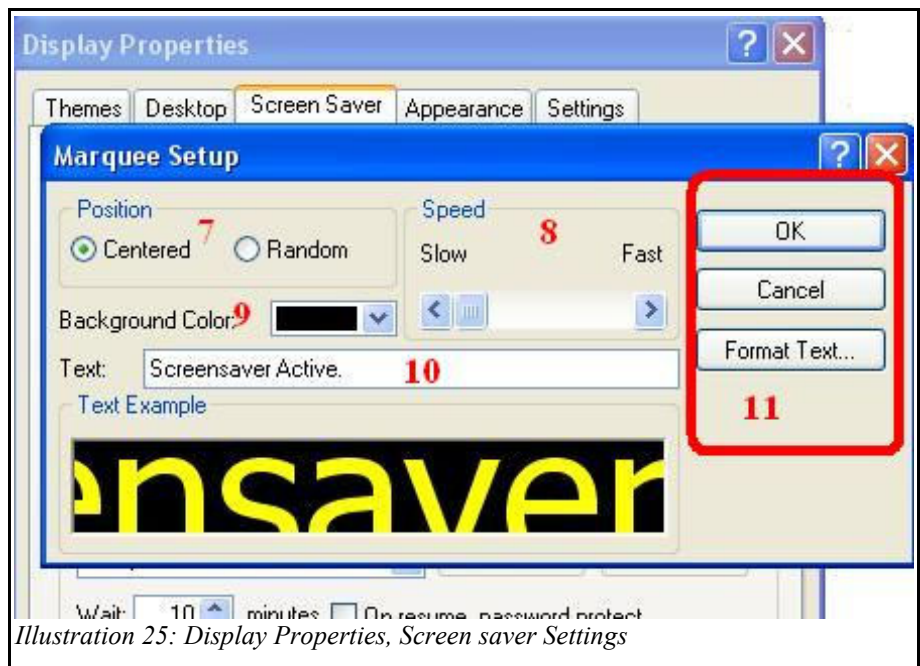 Display Properties
Themes Desktop Screen Saver Appearance Settings
Marquee Setup
Position 7
Centered Random
Speed 8
Slow Fast
Background Color: 9
Text: Screensaver Active. 10
Text Example
ensaver
OK
Cancel
Format Text...
11
Wait: 10 minutes On resume, password protect
Illustration 25: Display Properties, Screen saver Settings